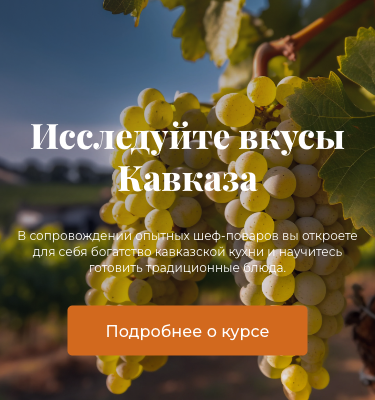 Исследуйте вкусы
Кавказа
В сопровождении опытных шеф-поваров вы откроете
для себя богатство кавказской кухни и научитесь
готовить традиционные блюда.
Подробнее о курсе